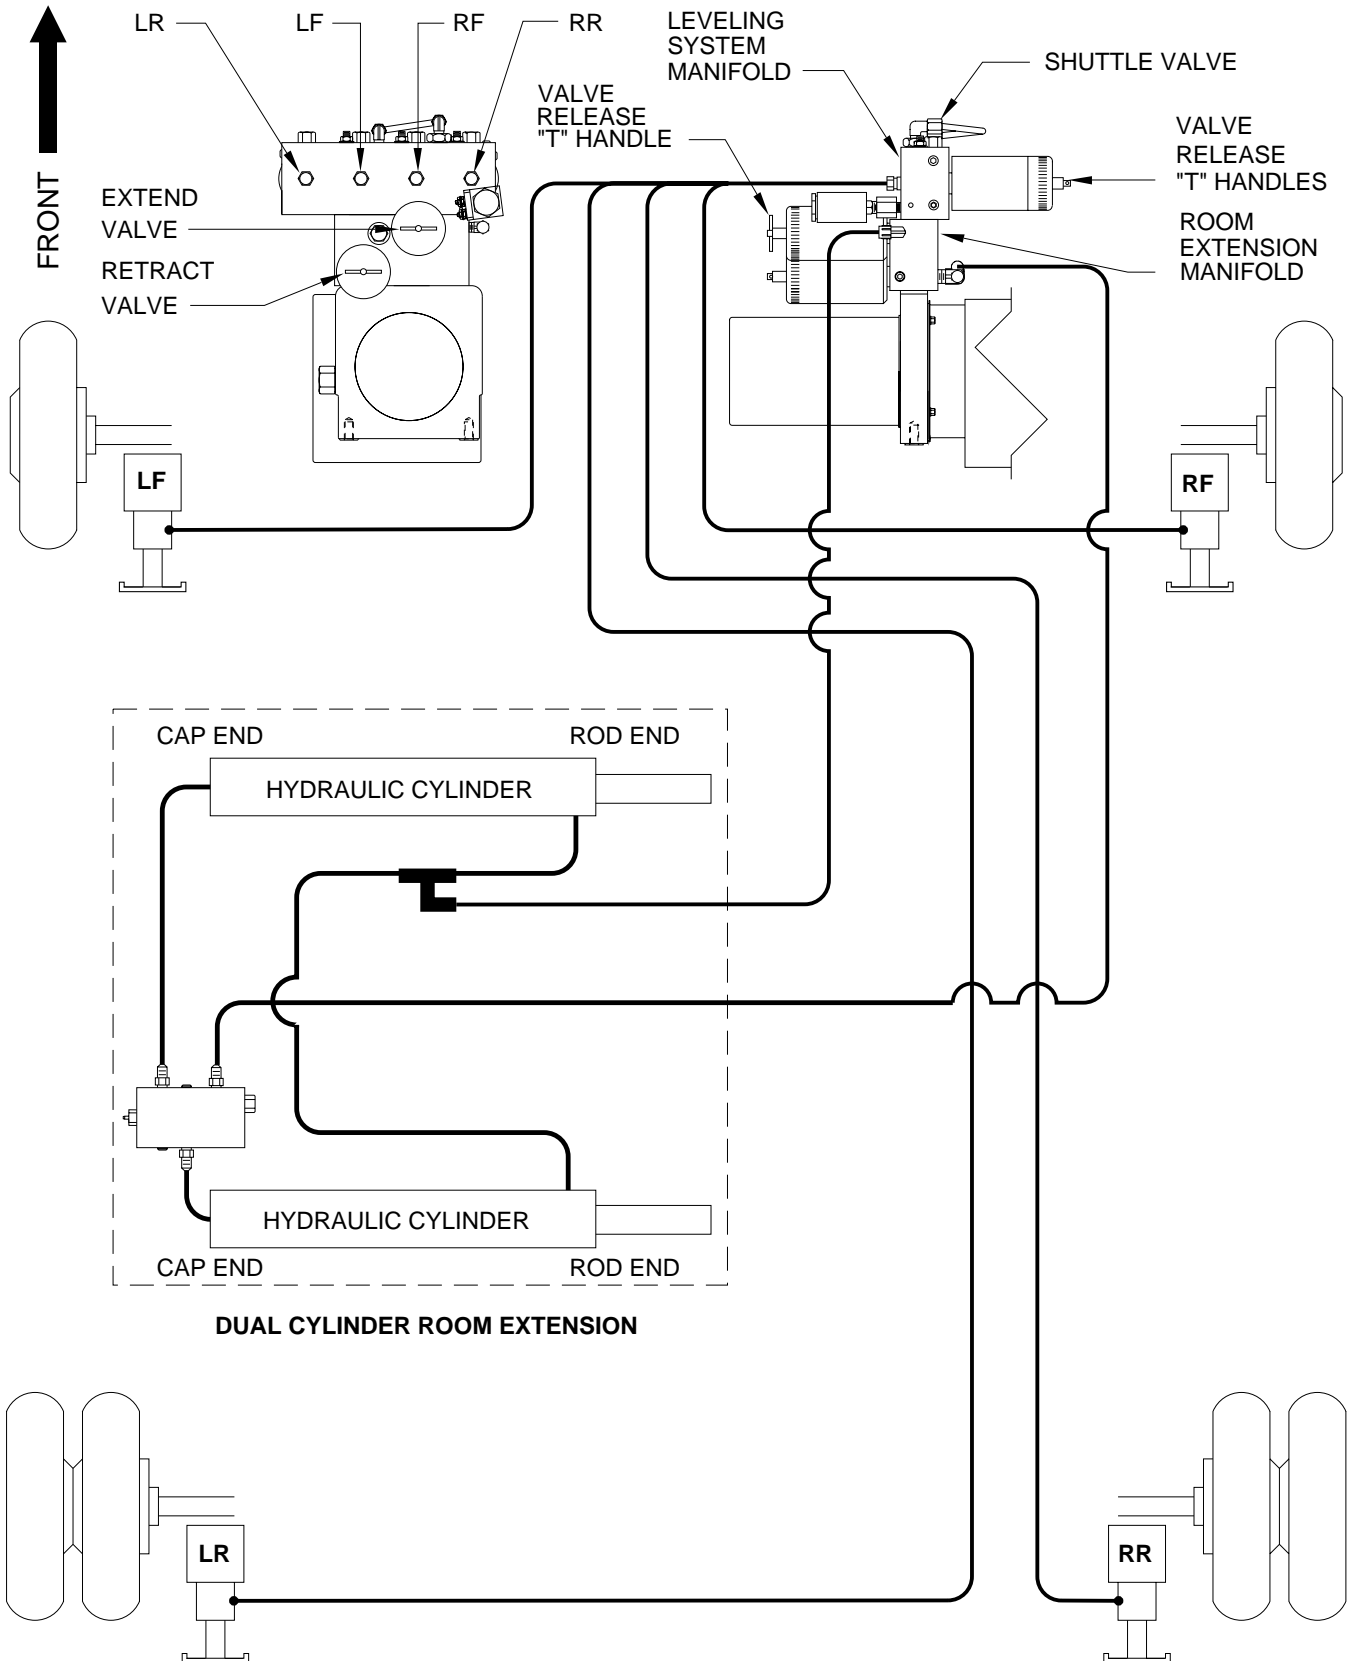 LR
LF
RF
RR
LEVELING
SYSTEM
MANIFOLD
SHUTTLE VALVE
VALVE
RELEASE
"T" HANDLE
VALVE
RELEASE
"T" HANDLES
FRONT
EXTEND
VALVE
RETRACT
VALVE
ROOM
EXTENSION
MANIFOLD
LF
RF
CAP END
ROD END
HYDRAULIC CYLINDER
HYDRAULIC CYLINDER
CAP END
ROD END
DUAL CYLINDER ROOM EXTENSION
LR
RR